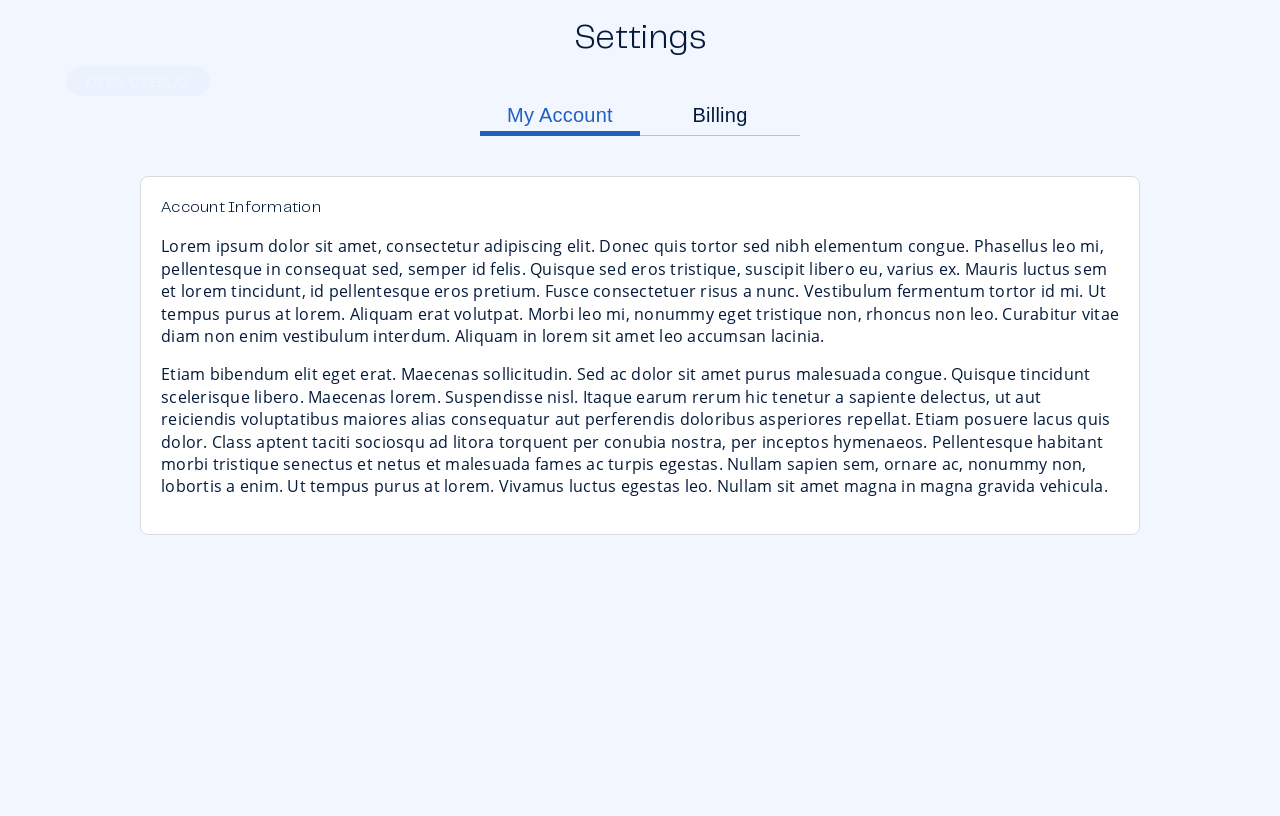 Settings
OPEN OVERLAY
My Account
Billing
Account Information
Lorem ipsum dolor sit amet, consectetur adipiscing elit. Donec quis tortor sed nibh elementum congue. Phasellus leo mi,
pellentesque in consequat sed, semper id felis. Quisque sed eros tristique, suscipit libero eu, varius ex. Mauris luctus sem
et lorem tincidunt, id pellentesque eros pretium. Fusce consectetuer risus a nunc. Vestibulum fermentum tortor id mi. Ut
tempus purus at lorem. Aliquam erat volutpat. Morbi leo mi, nonummy eget tristique non, rhoncus non leo. Curabitur vitae
diam non enim vestibulum interdum. Aliquam in lorem sit amet leo accumsan lacinia.
Etiam bibendum elit eget erat. Maecenas sollicitudin. Sed ac dolor sit amet purus malesuada congue. Quisque tincidunt
scelerisque libero. Maecenas lorem. Suspendisse nisl. Itaque earum rerum hic tenetur a sapiente delectus, ut aut
reiciendis voluptatibus maiores alias consequatur aut perferendis doloribus asperiores repellat. Etiam posuere lacus quis
dolor. Class aptent taciti sociosqu ad litora torquent per conubia nostra, per inceptos hymenaeos. Pellentesque habitant
morbi tristique senectus et netus et malesuada fames ac turpis egestas. Nullam sapien sem, ornare ac, nonummy non,
lobortis a enim. Ut tempus purus at lorem. Vivamus luctus egestas leo. Nullam sit amet magna in magna gravida vehicula.